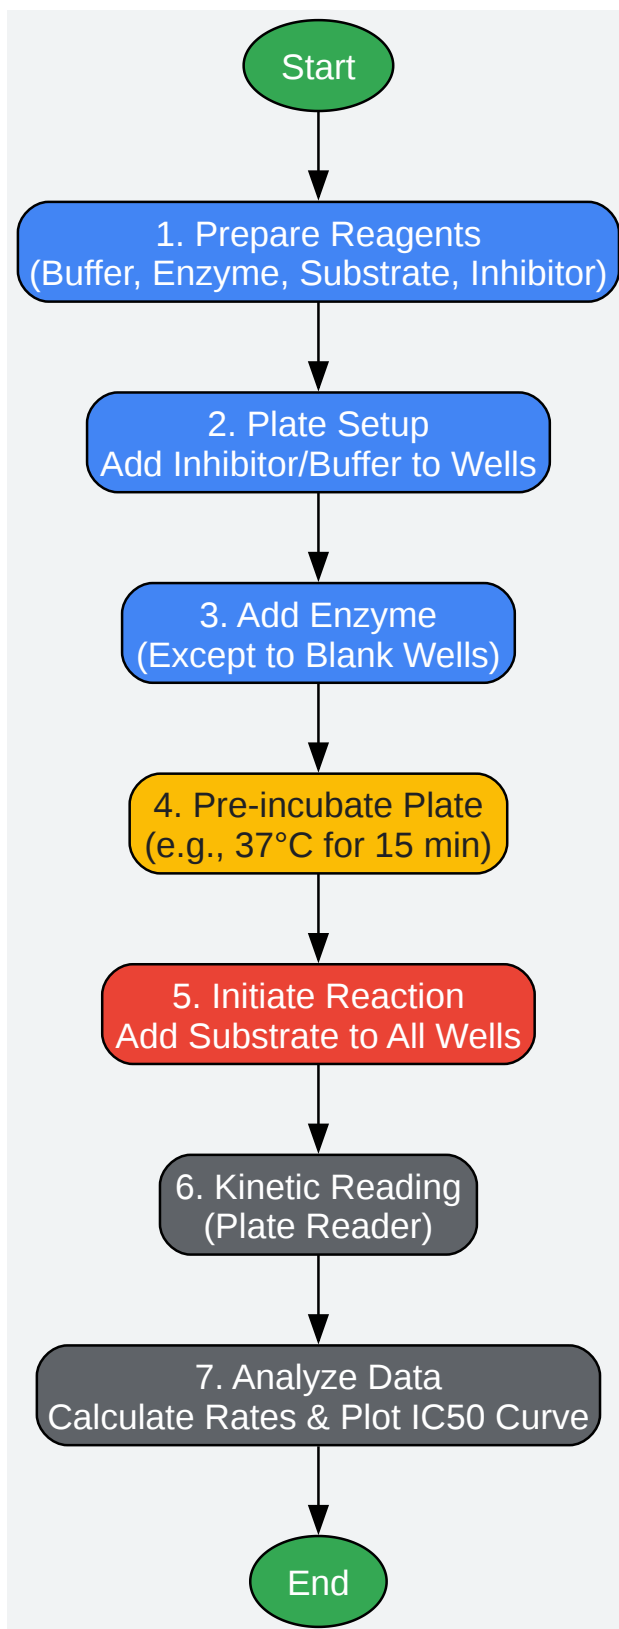 Start
1. Prepare Reagents
(Buffer, Enzyme, Substrate, Inhibitor)
2. Plate Setup
Add Inhibitor/Buffer to Wells
3. Add Enzyme
(Except to Blank Wells)
4. Pre-incubate Plate
(e.g., 37°C for 15 min)
5. Initiate Reaction
Add Substrate to All Wells
6. Kinetic Reading
(Plate Reader)
7. Analyze Data
Calculate Rates & Plot IC50 Curve
End